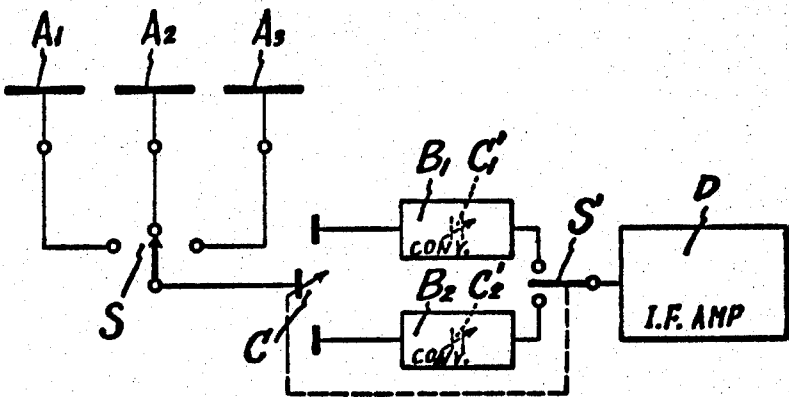 A1 A2 A3
B1 C1' S' D
CONV.
S C B2 C2' I.F. AMP
CONV.